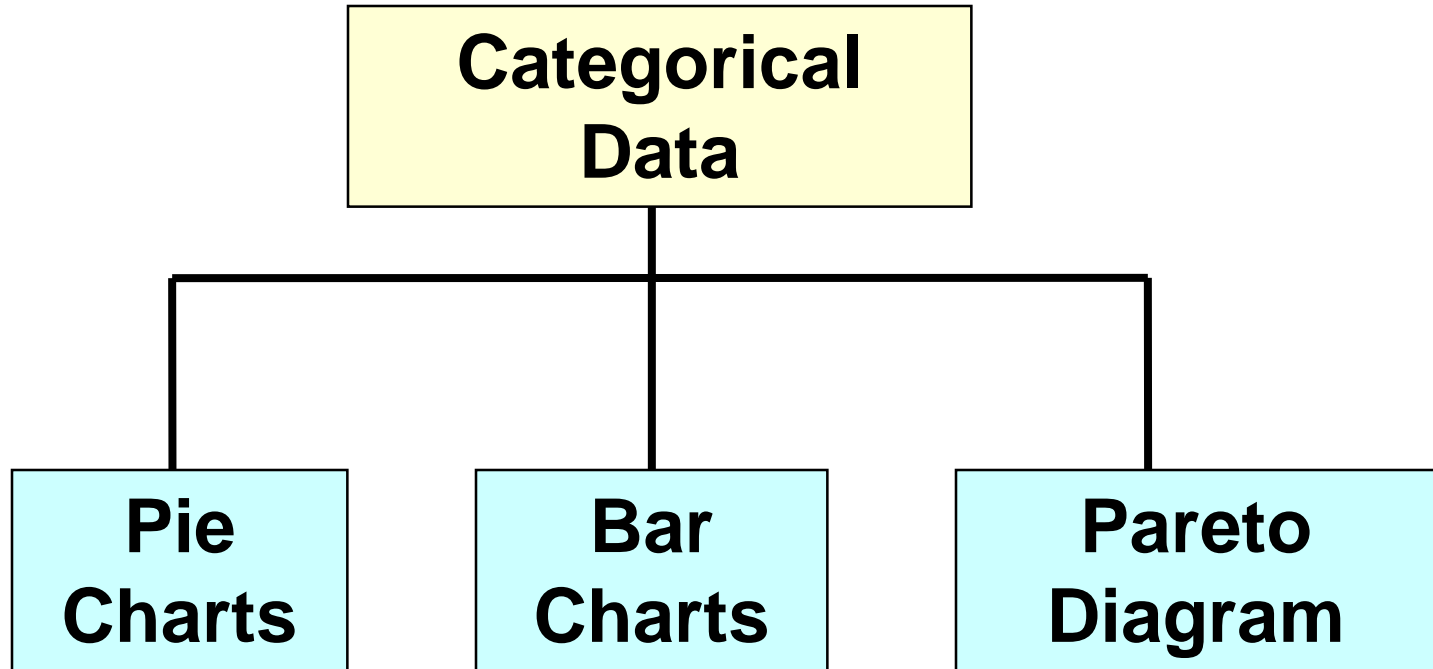 Categorical
Data
Pie
Charts
Bar
Charts
Pareto
Diagram